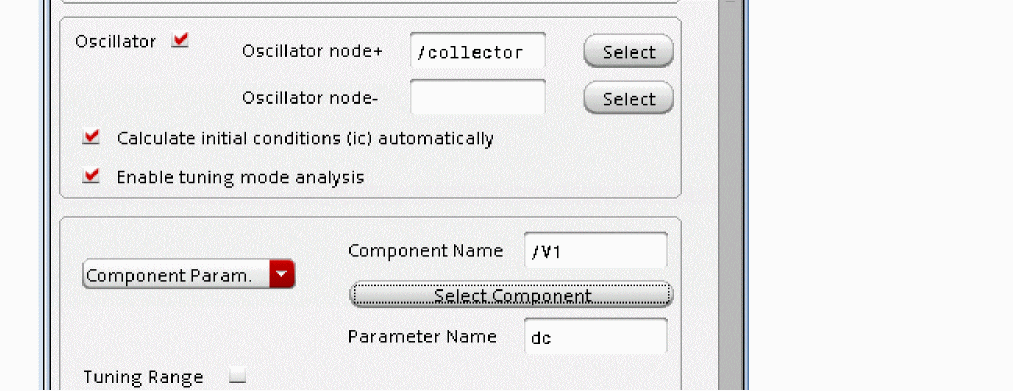 Oscillator
Oscillator node+ /collector Select
Oscillator node- Select
Calculate initial conditions (ic) automatically
Enable tuning mode analysis
Component Name /V1
Component Param.
Select Component
Parameter Name dc
Tuning Range